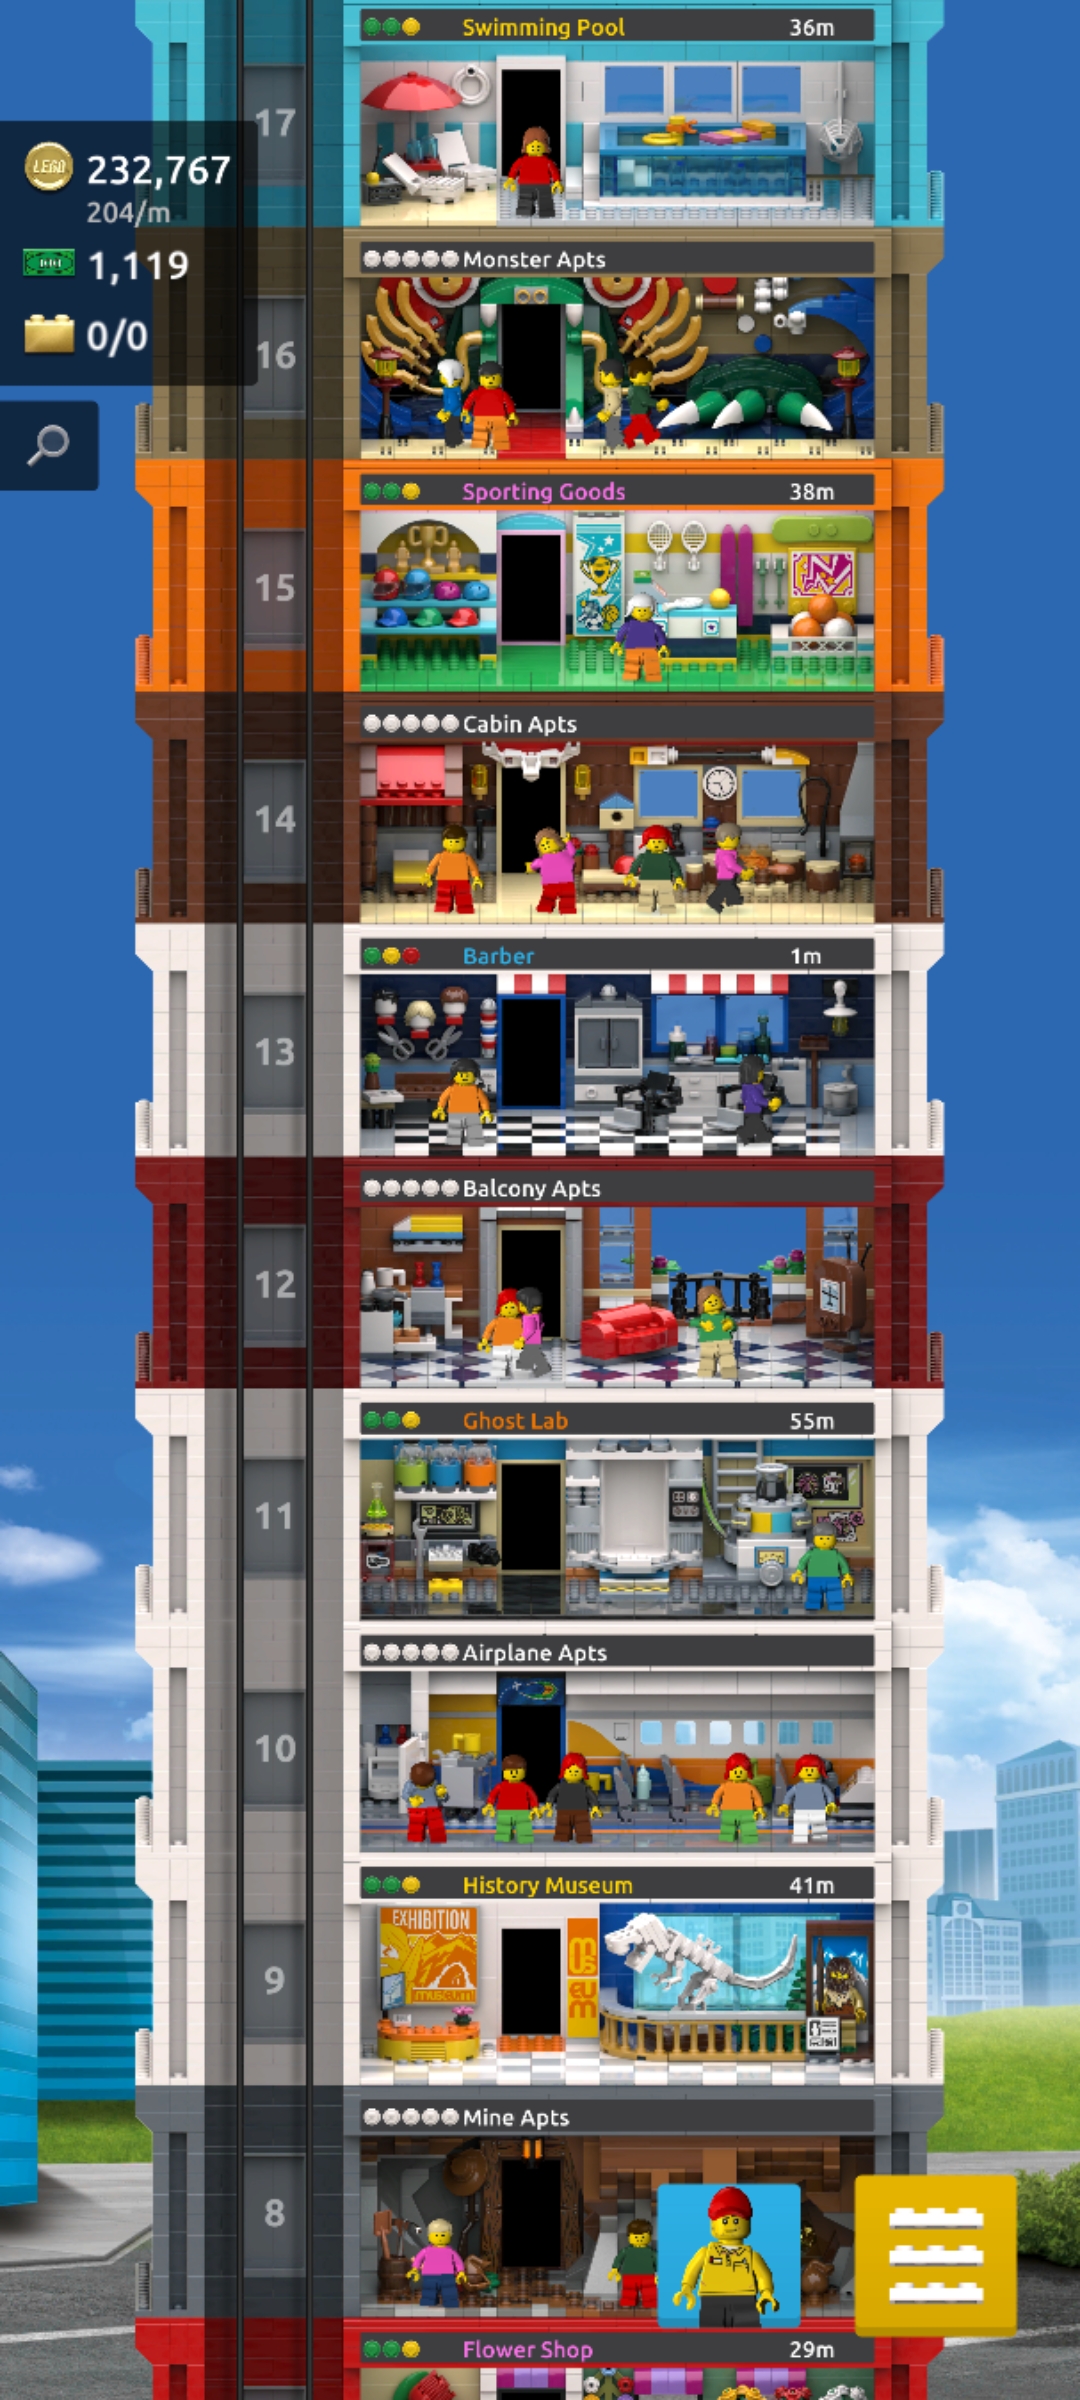 Swimming Pool 36m
17
LEGO 232,767
204/m
1,119
0/0
Monster Apts
16
Sporting Goods 38m
15
Cabin Apts
14
Barber 1m
13
Balcony Apts
12
Ghost Lab 55m
11
Airplane Apts
10
History Museum 41m
EXHIBITION
museum!
MUSEUM
9
Mine Apts
8
Flower Shop 29m